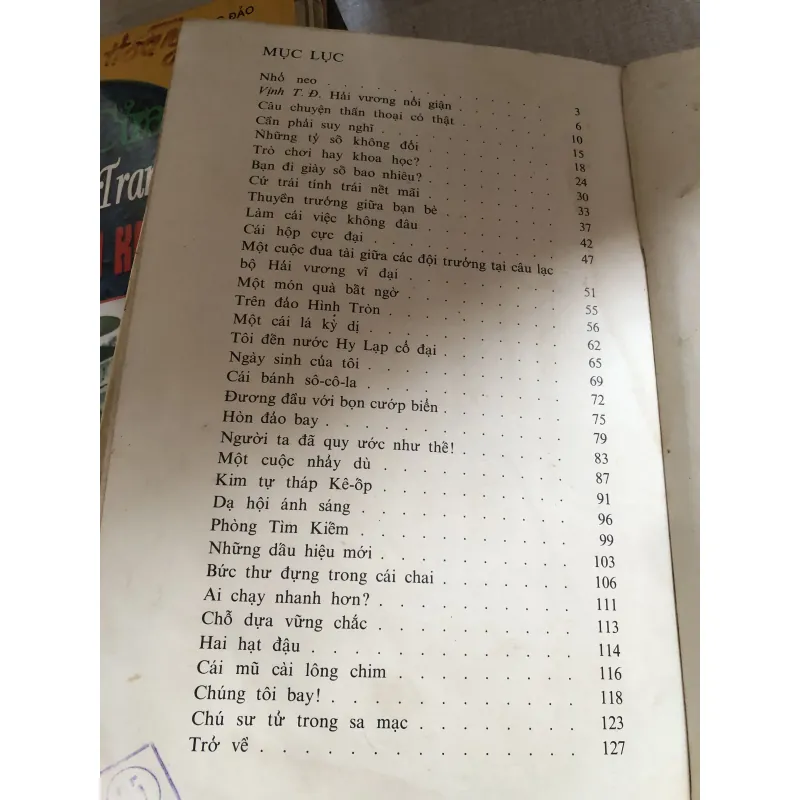 ĐẢO
Tran
MỤC LỤC
Nhổ neo . . . . . . . . . . 3
Vịnh T. Đ. Hải vương nổi giận . . . . . . 6
Câu chuyện thần thoại có thật . . . . . . 10
Cần phải suy nghĩ . . . . . . . . 15
Những tỷ số không đổi . . . . . . . 18
Trò chơi hay khoa học? . . . . . . . 24
Bạn đi giày số bao nhiêu? . . . . . . . 30
Cứ trái tính trái nết mãi . . . . . . . 33
Thuyền trưởng giữa bạn bè . . . . . . . 37
Làm cái việc không đâu . . . . . . . 42
Cái hộp cực đại . . . . . . . . . 47
Một cuộc đua tài giữa các đội trưởng tại câu lạc
bộ Hải vương vĩ đại . . . . . . . 51
Một món quà bất ngờ . . . . . . . . 55
Trên đảo Hình Tròn . . . . . . . . 56
Một cái lá kỳ dị . . . . . . . . . 62
Tôi đến nước Hy Lạp cổ đại . . . . . . . 65
Ngày sinh của tôi . . . . . . . . . 69
Cái bánh sô-cô-la . . . . . . . . . 72
Đương đầu với bọn cướp biển . . . . . . . 75
Hòn đảo bay . . . . . . . . . . 79
Người ta đã quy ước như thế! . . . . . . 83
Một cuộc nhảy dù . . . . . . . . . 87
Kim tự tháp Kê-ốp . . . . . . . . . 91
Dạ hội ánh sáng . . . . . . . . . 96
Phòng Tìm Kiếm . . . . . . . . . 99
Những dấu hiệu mới . . . . . . . . . 103
Bức thư đựng trong cái chai . . . . . . . 106
Ai chạy nhanh hơn? . . . . . . . . . 111
Chỗ dựa vững chắc . . . . . . . . . 113
Hai hạt đậu . . . . . . . . . . . 114
Cái mũ cài lông chim . . . . . . . . 116
Chúng tôi bay! . . . . . . . . . . 118
Chú sư tử trong sa mạc . . . . . . . 123
Trở về . . . . . . . . . . . . 127